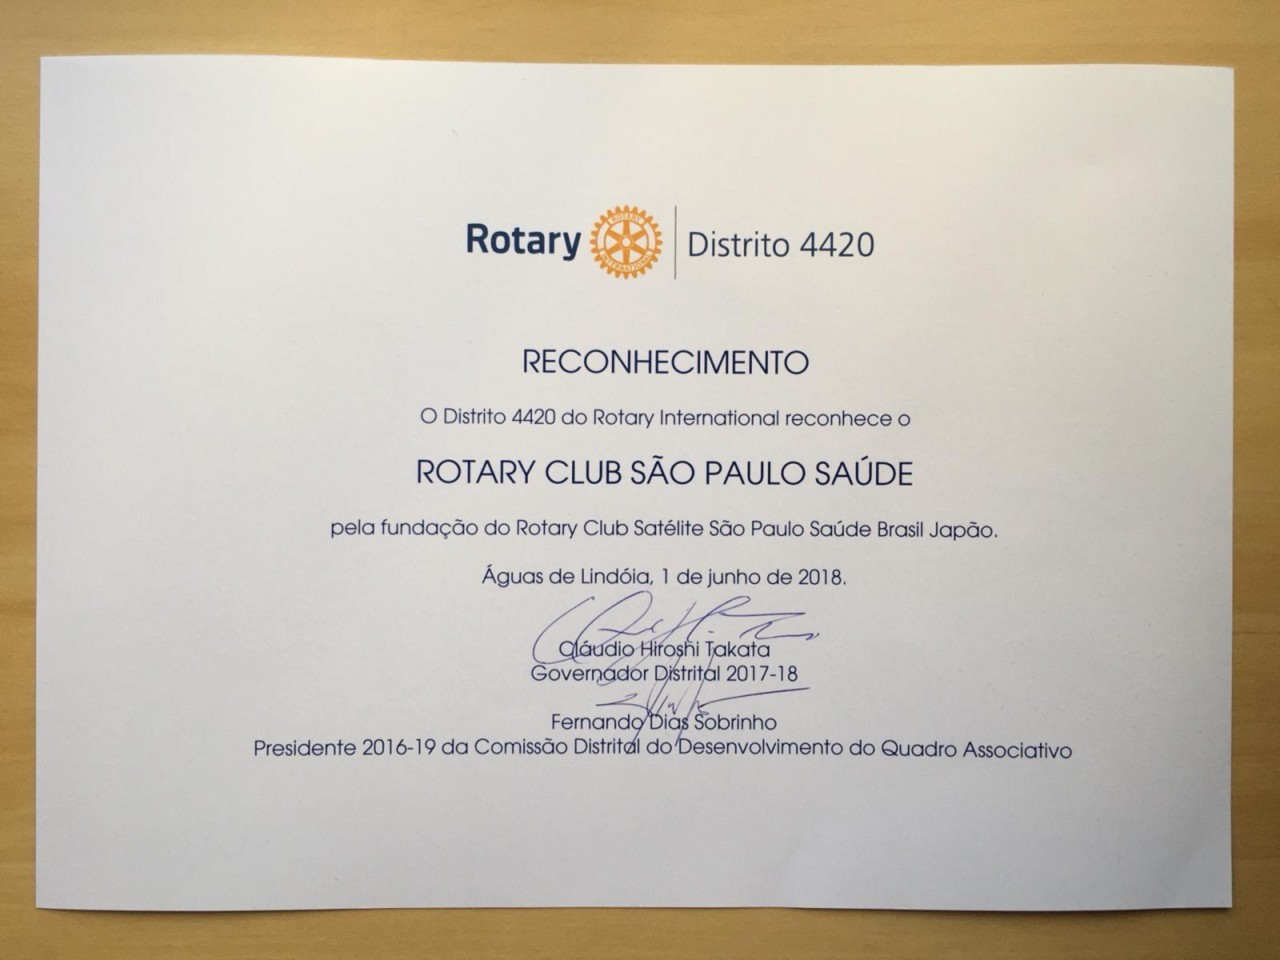 Rotary
ROTARY
INTERNATIONAL
Distrito 4420
RECONHECIMENTO
O Distrito 4420 do Rotary International reconhece o
ROTARY CLUB SÃO PAULO SAÚDE
pela fundação do Rotary Club Satélite São Paulo Saúde Brasil Japão.
Águas de Lindóia, 1 de junho de 2018.
Cláudio Hiroshi Takata
Governador Distrital 2017-18
Fernando Dias Sobrinho
Presidente 2016-19 da Comissão Distrital do Desenvolvimento do Quadro Associativo